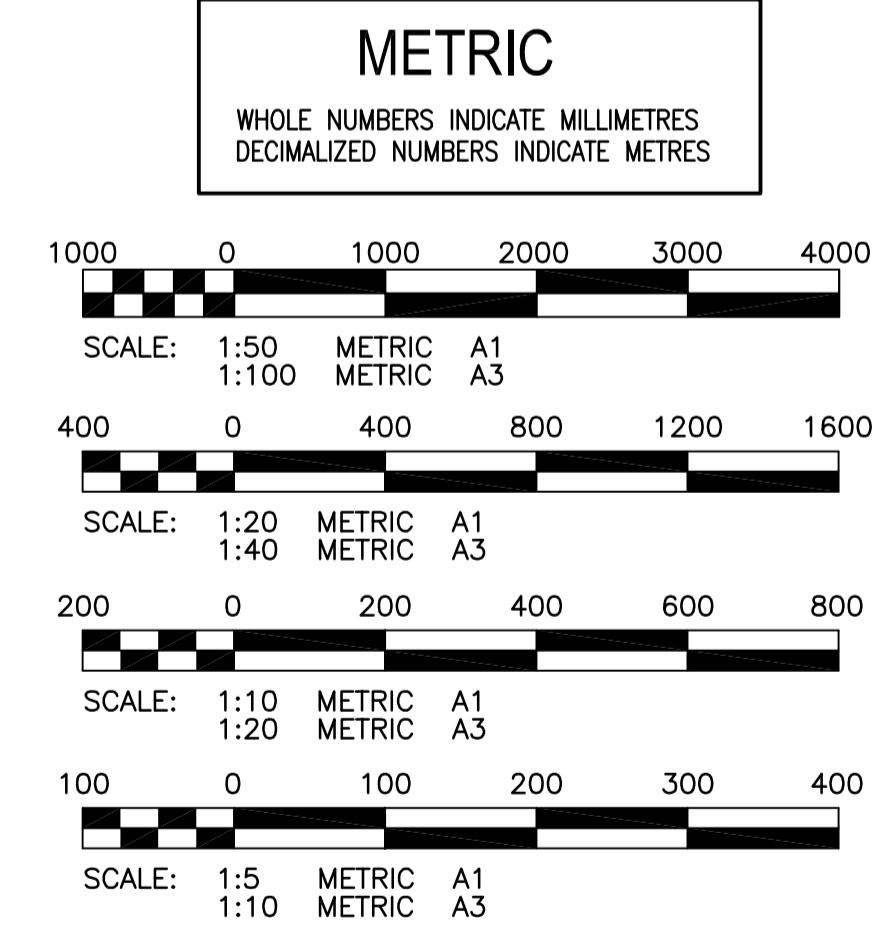 METRIC
WHOLE NUMBERS INDICATE MILLIMETRES
DECIMALIZED NUMBERS INDICATE METRES
1000 0 1000 2000 3000 4000
SCALE: 1:50 METRIC A1
1:100 METRIC A3
400 0 400 800 1200 1600
SCALE: 1:20 METRIC A1
1:40 METRIC A3
200 0 200 400 600 800
SCALE: 1:10 METRIC A1
1:20 METRIC A3
100 0 100 200 300 400
SCALE: 1:5 METRIC A1
1:10 METRIC A3